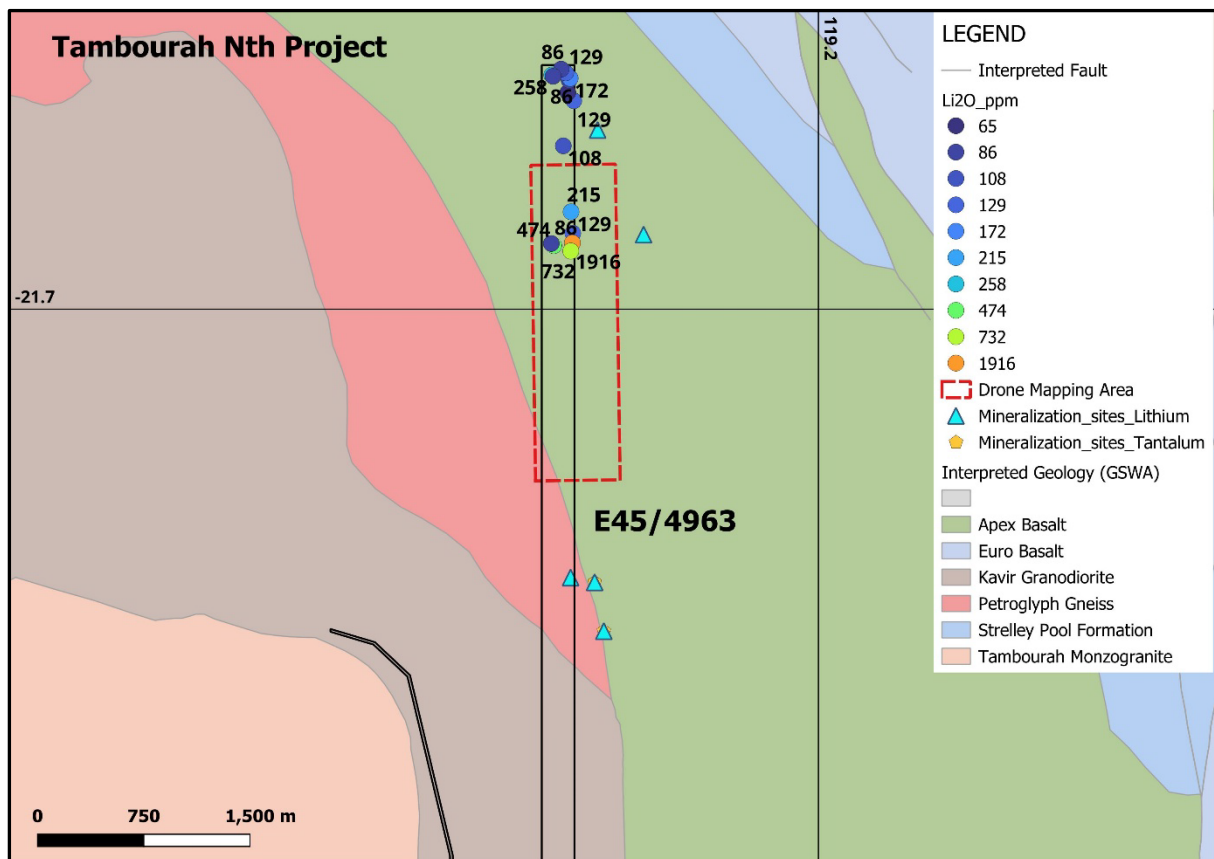 Tambourah Nth Project
119.2
86 129
258
172
86
129
108
215
474 86 129
732 1916
-21.7
E45/4963
0 750 1,500 m
LEGEND
Interpreted Fault
Li2O_ppm
65
86
108
129
172
215
258
474
732
1916
Drone Mapping Area
Mineralization_sites_Lithium
Mineralization_sites_Tantalum
Interpreted Geology (GSWA)
Apex Basalt
Euro Basalt
Kavir Granodiorite
Petroglyph Gneiss
Strelley Pool Formation
Tambourah Monzogranite